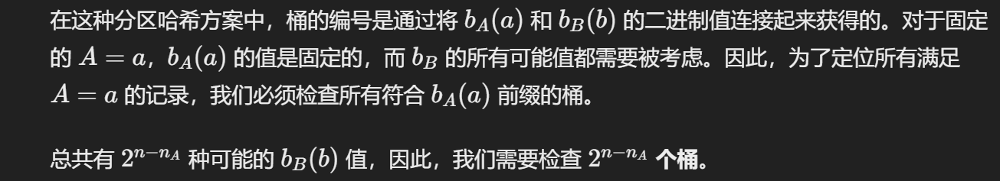 在这种分区哈希方案中，桶的编号是通过将 b_A(a) 和 b_B(b) 的二进制值连接起来获得的。对于固定
的 A = a，b_A(a) 的值是固定的，而 b_B 的所有可能值都需要被考虑。因此，为了定位所有满足
A = a 的记录，我们必须检查所有符合 b_A(a) 前缀的桶。
总共有 2^{n−n_A} 种可能的 b_B(b) 值，因此，我们需要检查 2^{n−n_A} 个桶。